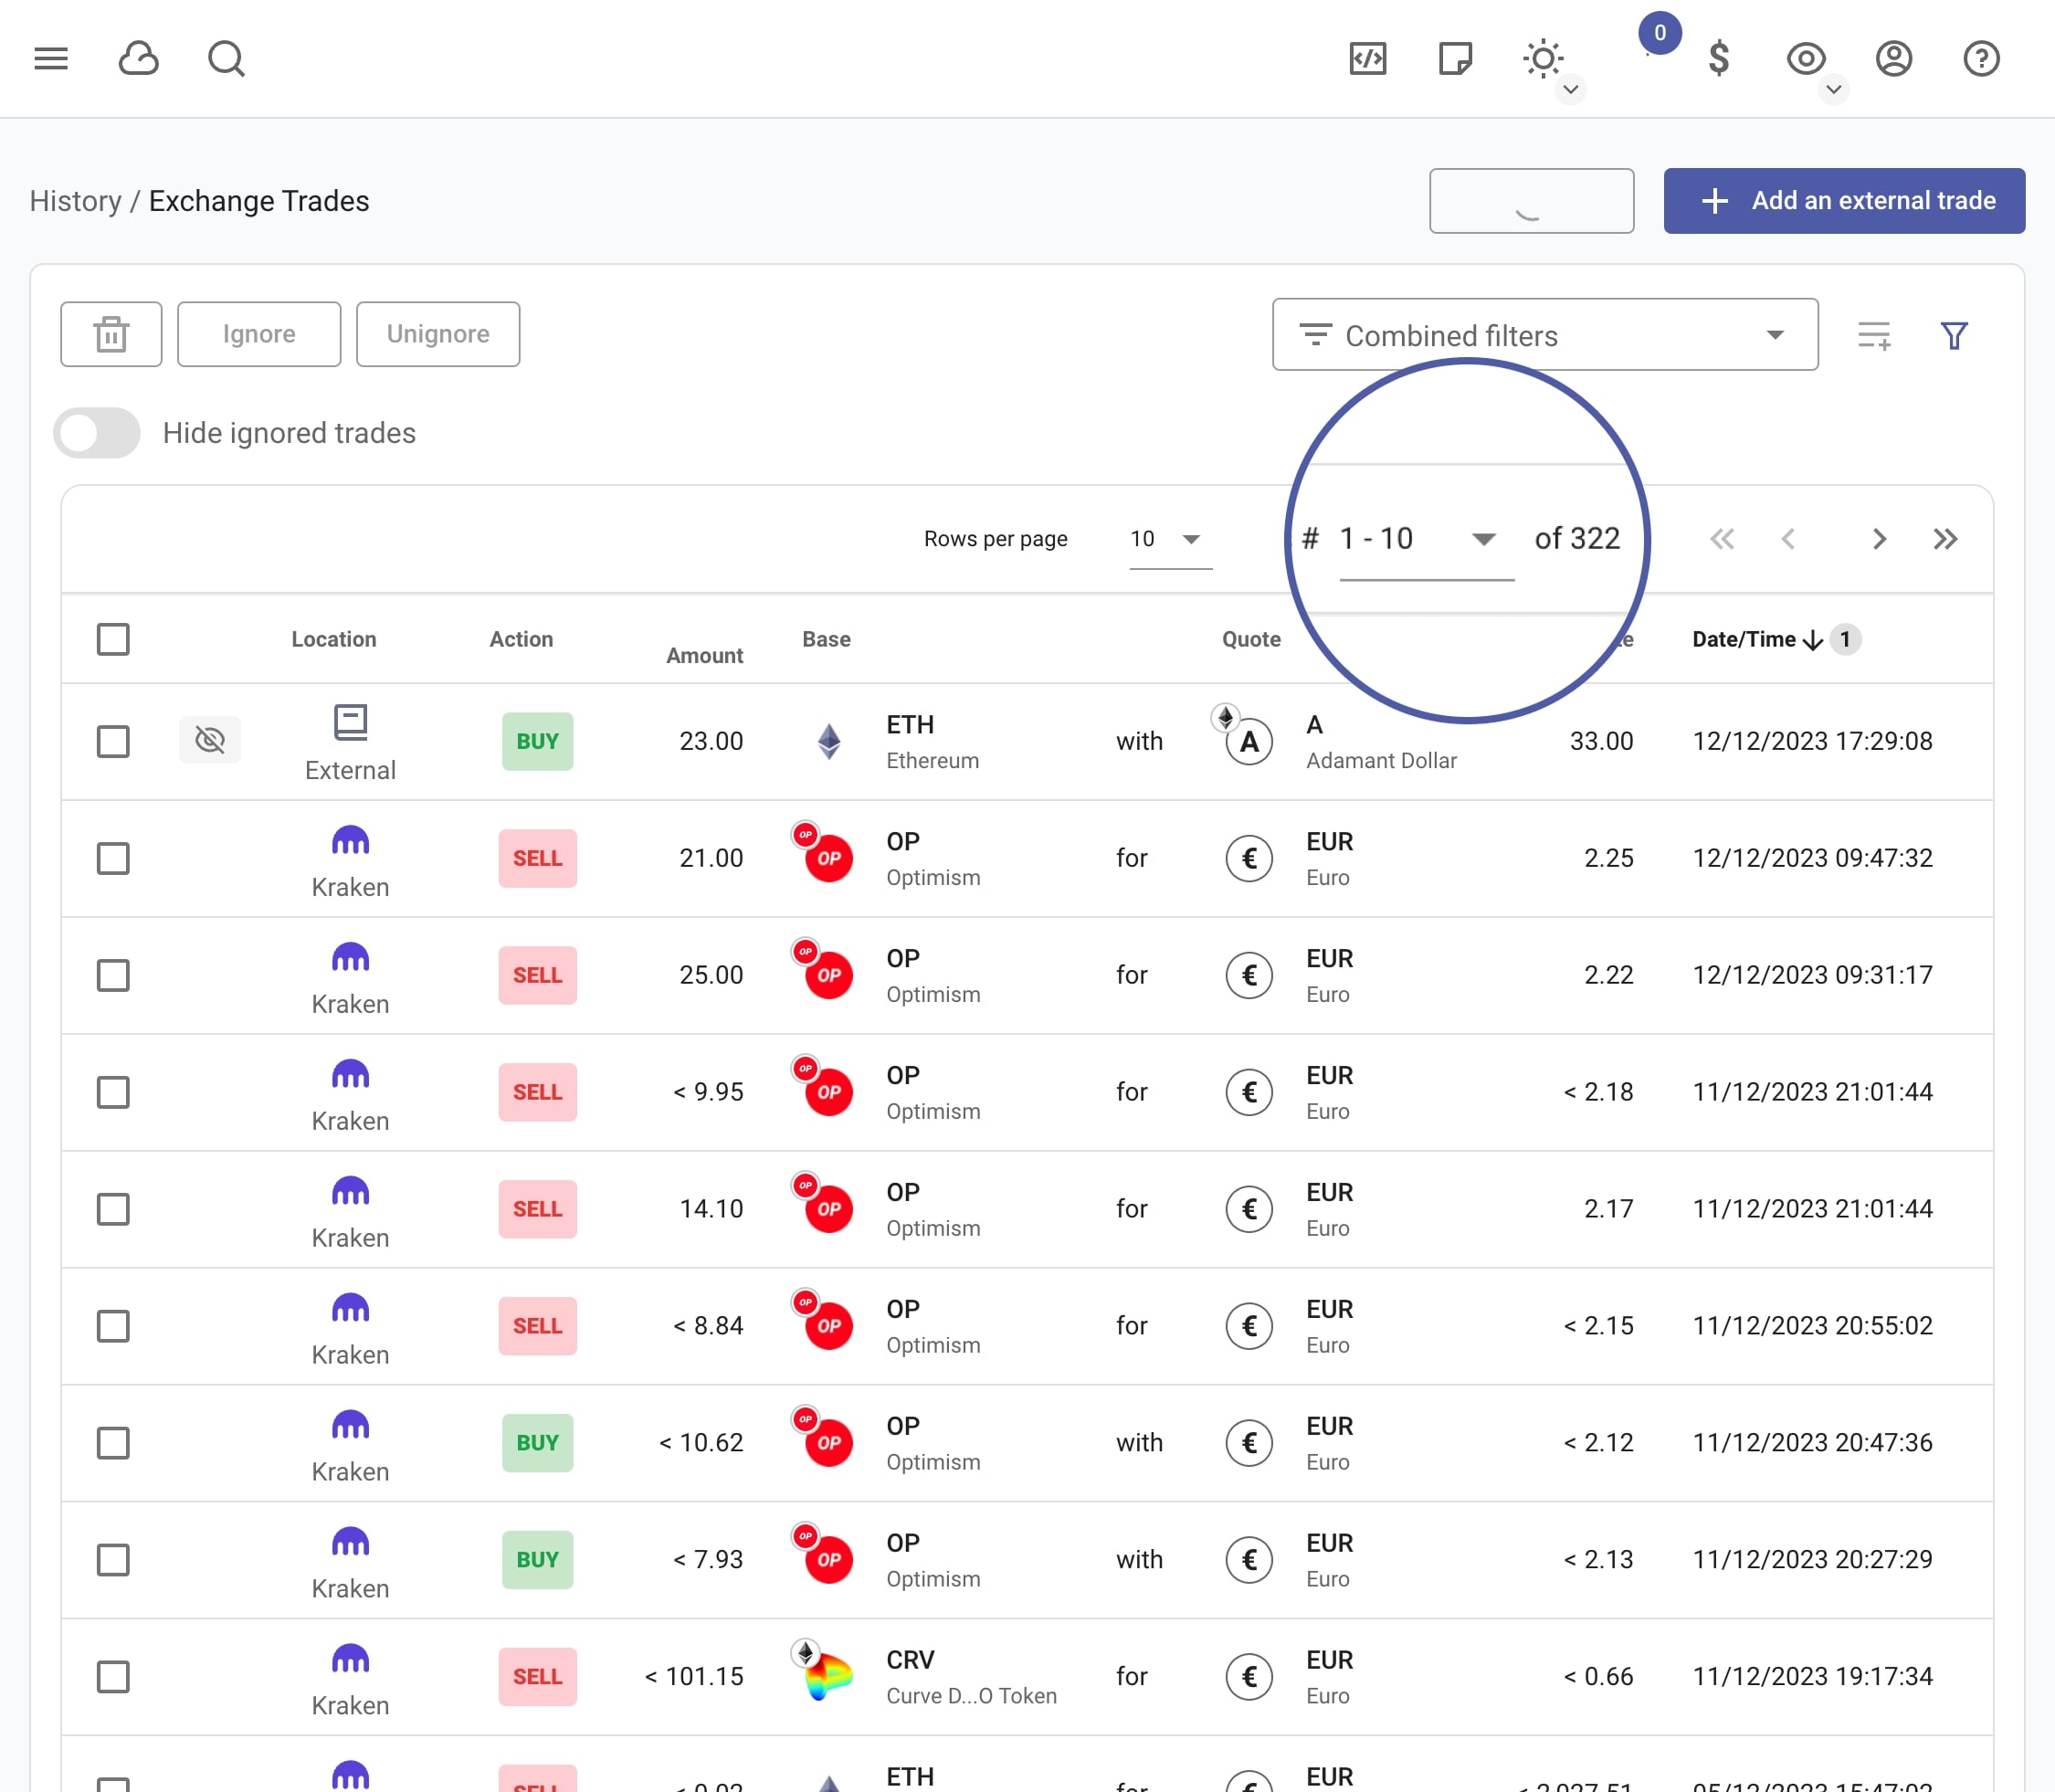 0
History / Exchange Trades
Add an external trade
Ignore
Unignore
Combined filters
Hide ignored trades
Rows per page 10 # 1 - 10 of 322
Location Action Amount Base Quote Date/Time 1
External BUY 23.00 ETH Ethereum with A A Adamant Dollar 33.00 12/12/2023 17:29:08
Kraken SELL 21.00 OP OP OP Optimism for € EUR Euro 2.25 12/12/2023 09:47:32
Kraken SELL 25.00 OP OP OP Optimism for € EUR Euro 2.22 12/12/2023 09:31:17
Kraken SELL < 9.95 OP OP OP Optimism for € EUR Euro < 2.18 11/12/2023 21:01:44
Kraken SELL 14.10 OP OP OP Optimism for € EUR Euro 2.17 11/12/2023 21:01:44
Kraken SELL < 8.84 OP OP OP Optimism for € EUR Euro < 2.15 11/12/2023 20:55:02
Kraken BUY < 10.62 OP OP OP Optimism with € EUR Euro < 2.12 11/12/2023 20:47:36
Kraken BUY < 7.93 OP OP OP Optimism with € EUR Euro < 2.13 11/12/2023 20:27:29
Kraken SELL < 101.15 CRV Curve D...O Token for € EUR Euro < 0.66 11/12/2023 19:17:34
ETH EUR